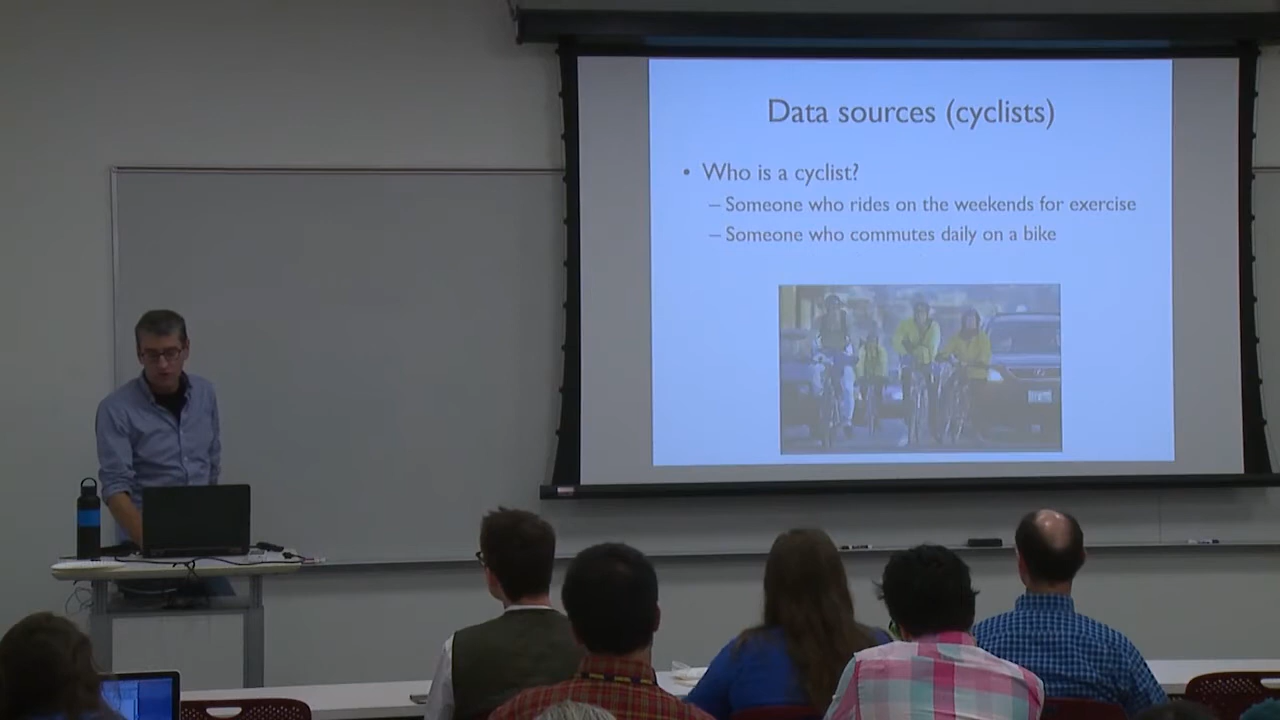 Data sources (cyclists)
• Who is a cyclist?
– Someone who rides on the weekends for exercise
– Someone who commutes daily on a bike